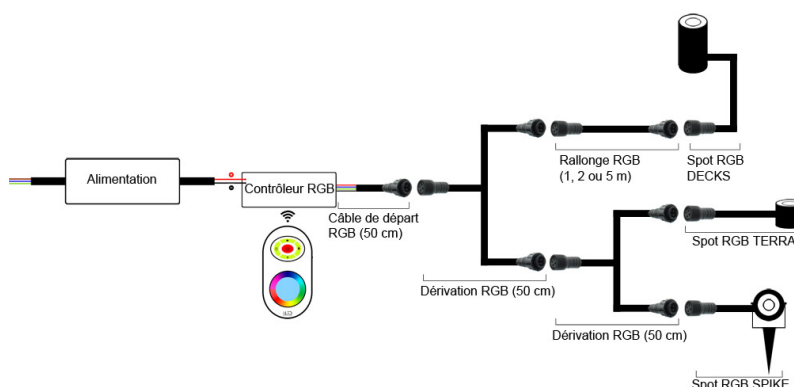 Alimentation
Contrôleur RGB
Câble de départ
RGB (50 cm)
Rallonge RGB
(1, 2 ou 5 m)
Spot RGB
DECKS
Spot RGB TERRA
Dérivation RGB (50 cm)
Dérivation RGB (50 cm)
Spot RGB SPIKE